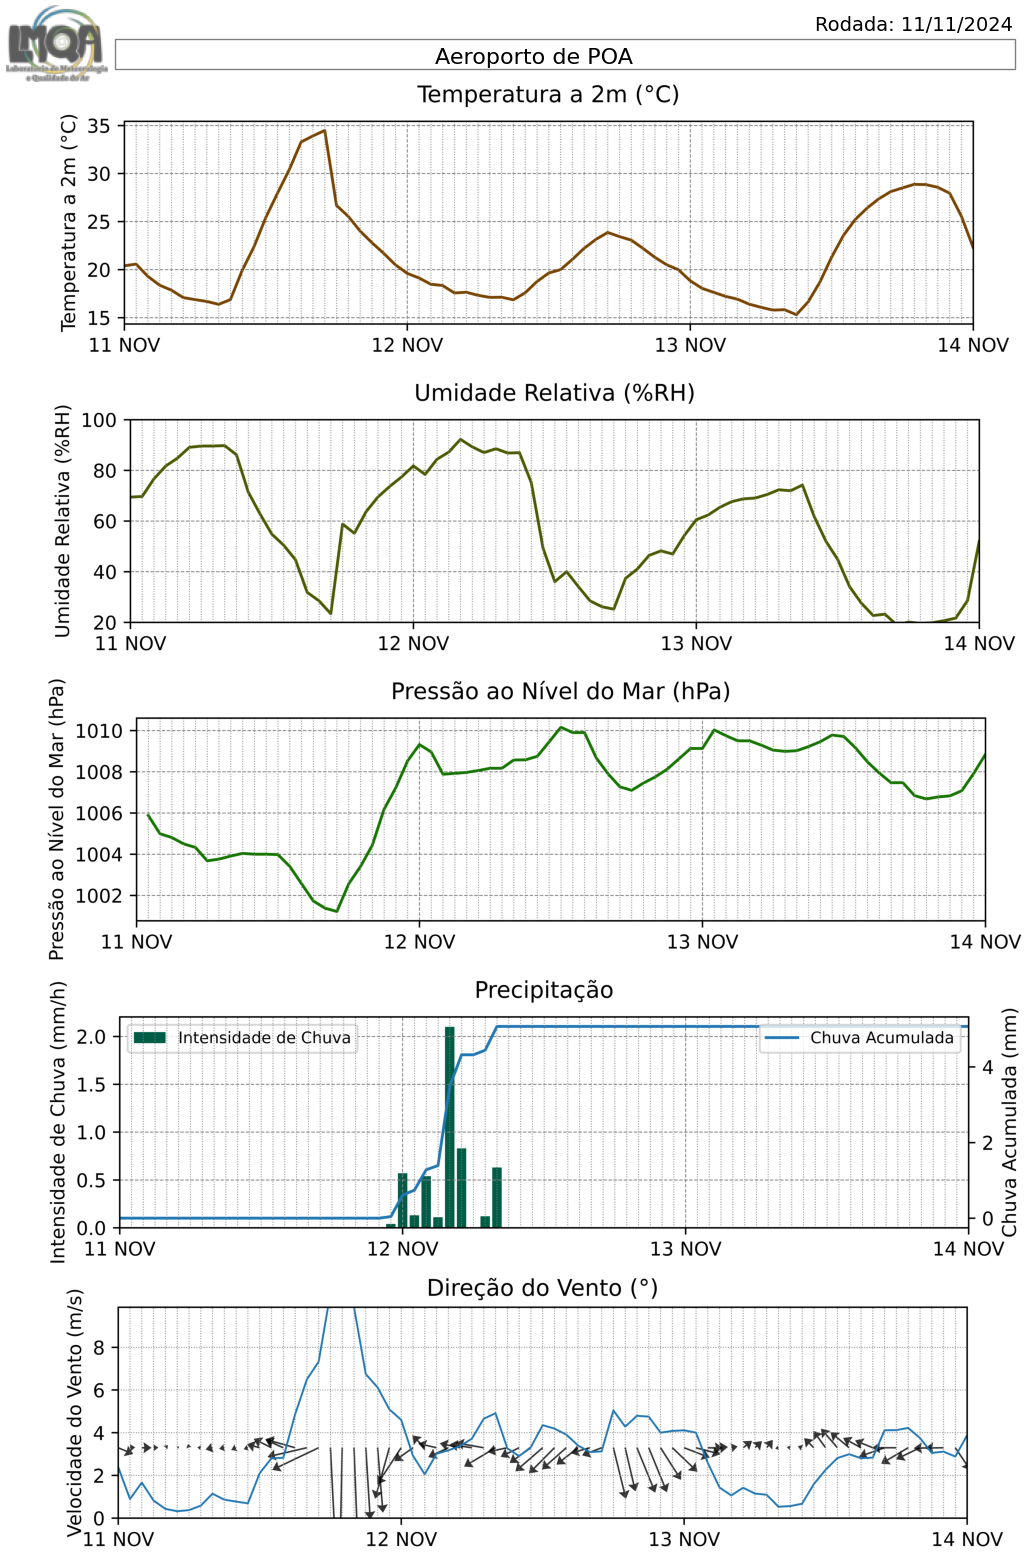 LMQA
Laboratório de Meteorologia
e Qualidade do Ar
Rodada: 11/11/2024
Aeroporto de POA
Temperatura a 2m (°C)
Temperatura a 2m (°C)
35
30
25
20
15
11 NOV 12 NOV 13 NOV 14 NOV
Umidade Relativa (%RH)
Umidade Relativa (%RH)
100
80
60
40
20
11 NOV 12 NOV 13 NOV 14 NOV
Pressão ao Nível do Mar (hPa)
Pressão ao Nível do Mar (hPa)
1010
1008
1006
1004
1002
11 NOV 12 NOV 13 NOV 14 NOV
Precipitação
Intensidade de Chuva (mm/h)
Intensidade de Chuva
Chuva Acumulada
Chuva Acumulada (mm)
2.0
1.5
1.0
0.5
0.0
4
2
0
11 NOV 12 NOV 13 NOV 14 NOV
Direção do Vento (°)
Velocidade do Vento (m/s)
8
6
4
2
0
11 NOV 12 NOV 13 NOV 14 NOV